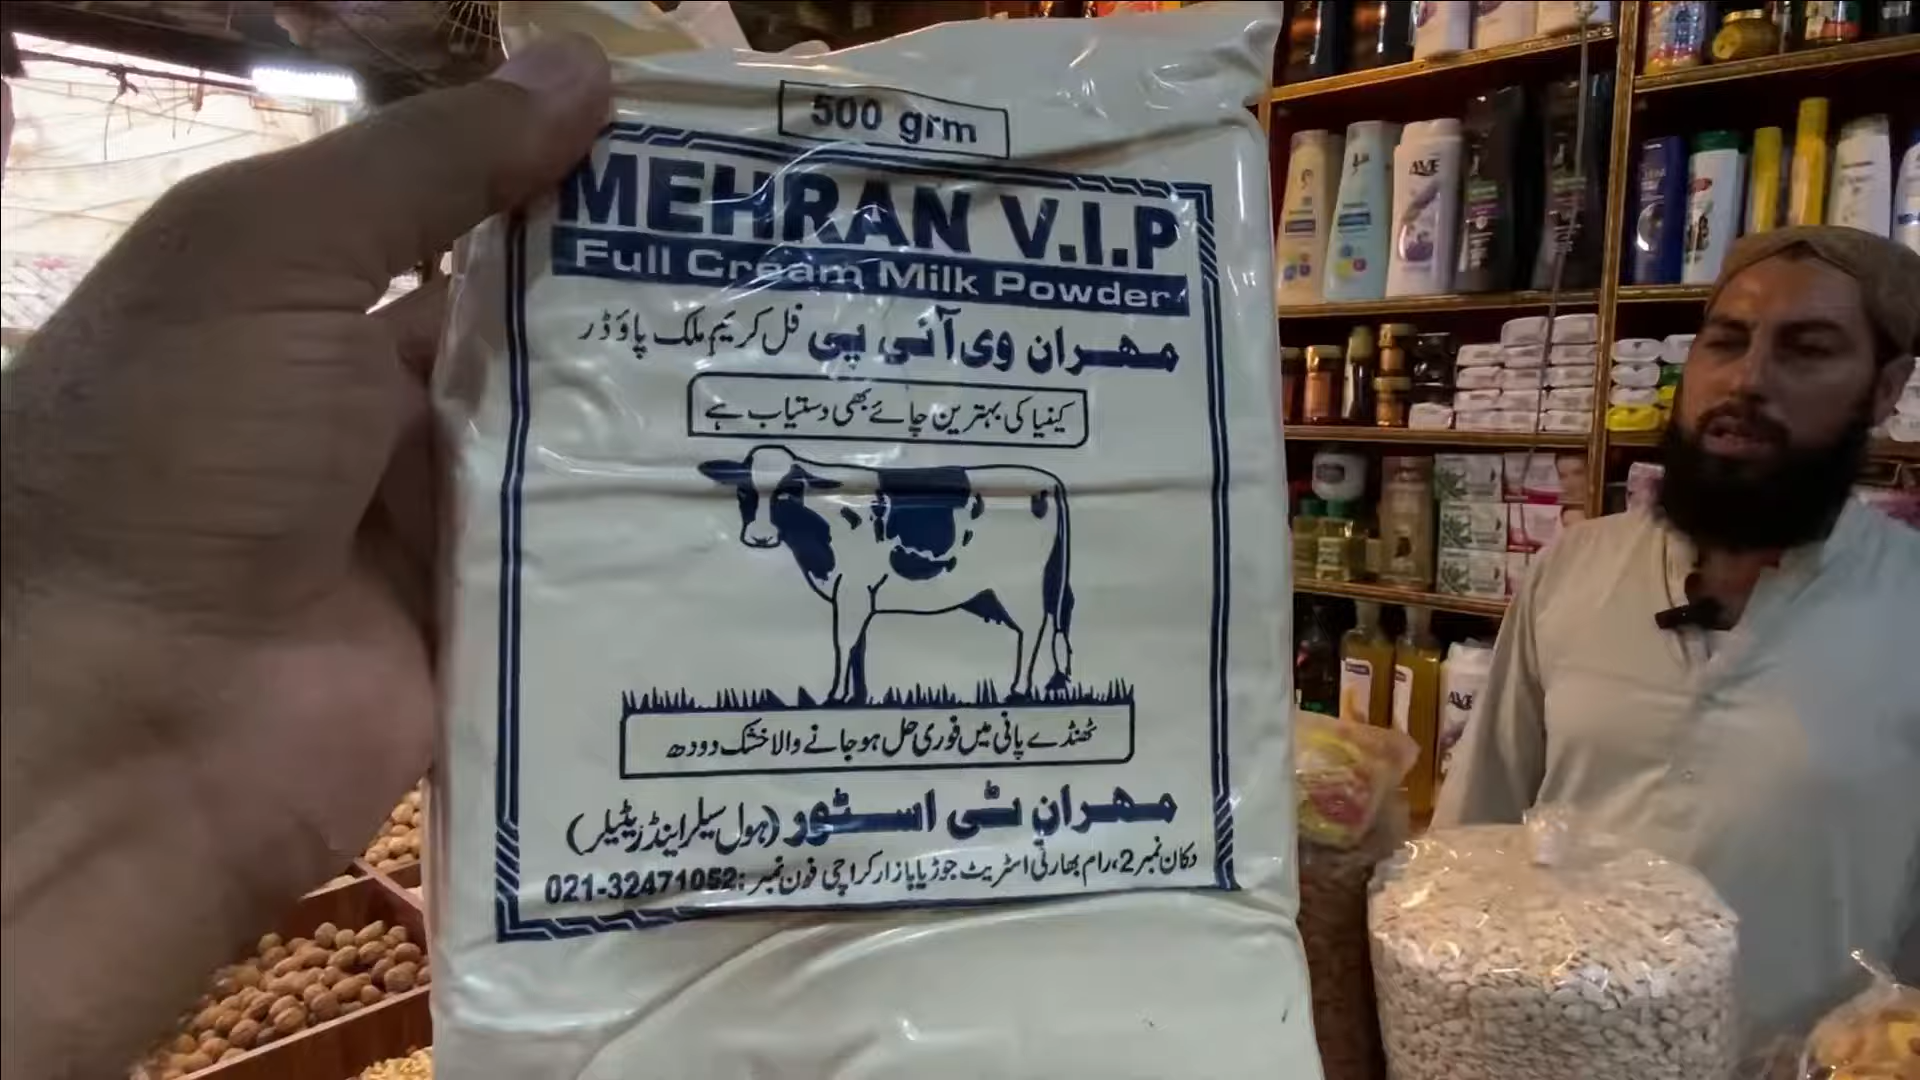 500 grm
MEHRAN V.I.P
Full Cream Milk Powder
مہران وی آئی پی فل کریم ملک پاؤڈر
کینیا کی بہترین چائے بھی دستیاب ہے
ٹھنڈے پانی میں فوری حل ہو جانے والا خشک دودھ
مہران ٹی اسٹور (ہول سیلر اینڈ ریٹیلر)
دکان نمبر 2، رام بھارتی اسٹریٹ جوڑیا بازار کراچی فون نمبر: 021-32471052
AVE
AVE